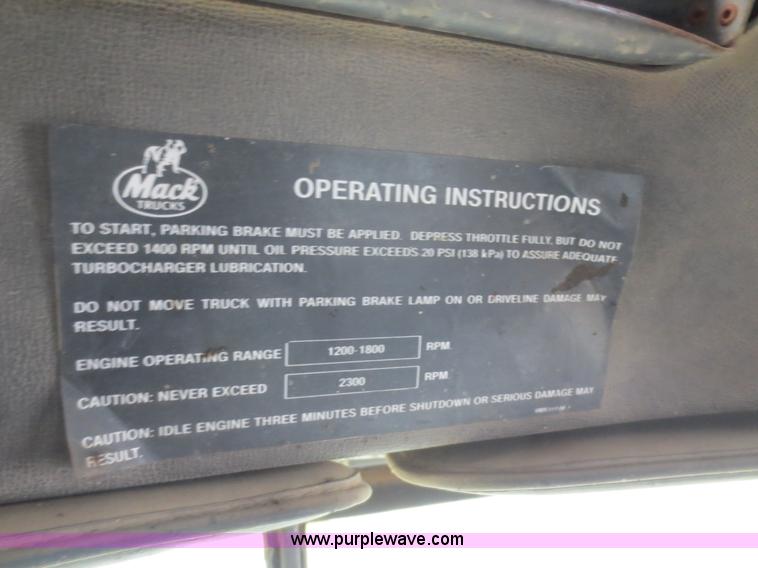 Mack
TRUCKS
OPERATING INSTRUCTIONS
TO START, PARKING BRAKE MUST BE APPLIED. DEPRESS THROTTLE FULLY, BUT DO NOT
EXCEED 1400 RPM UNTIL OIL PRESSURE EXCEEDS 20 PSI (138 kPa) TO ASSURE ADEQUATE
TURBOCHARGER LUBRICATION.
DO NOT MOVE TRUCK WITH PARKING BRAKE LAMP ON OR DRIVELINE DAMAGE MAY
RESULT.
ENGINE OPERATING RANGE 1200-1800 RPM
CAUTION: NEVER EXCEED 2300 RPM
CAUTION: IDLE ENGINE THREE MINUTES BEFORE SHUTDOWN OR SERIOUS DAMAGE MAY
RESULT.
www.purplewave.com